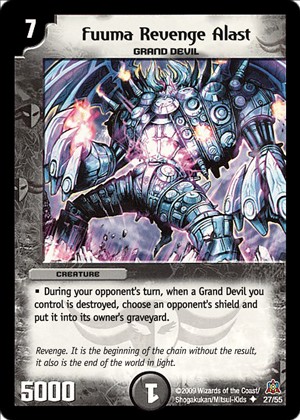 7
Fuuma Revenge Alast
GRAND DEVIL
CREATURE
▪ During your opponent's turn, when a Grand Devil you
control is destroyed, choose an opponent's shield and
put it into its owner's graveyard.
Revenge. It is the beginning of the chain without the result,
it also is the end of the world in light.
5000
1
©2009 Wizards of the Coast/
Shogakukan/Mitsui-Kids
27/55